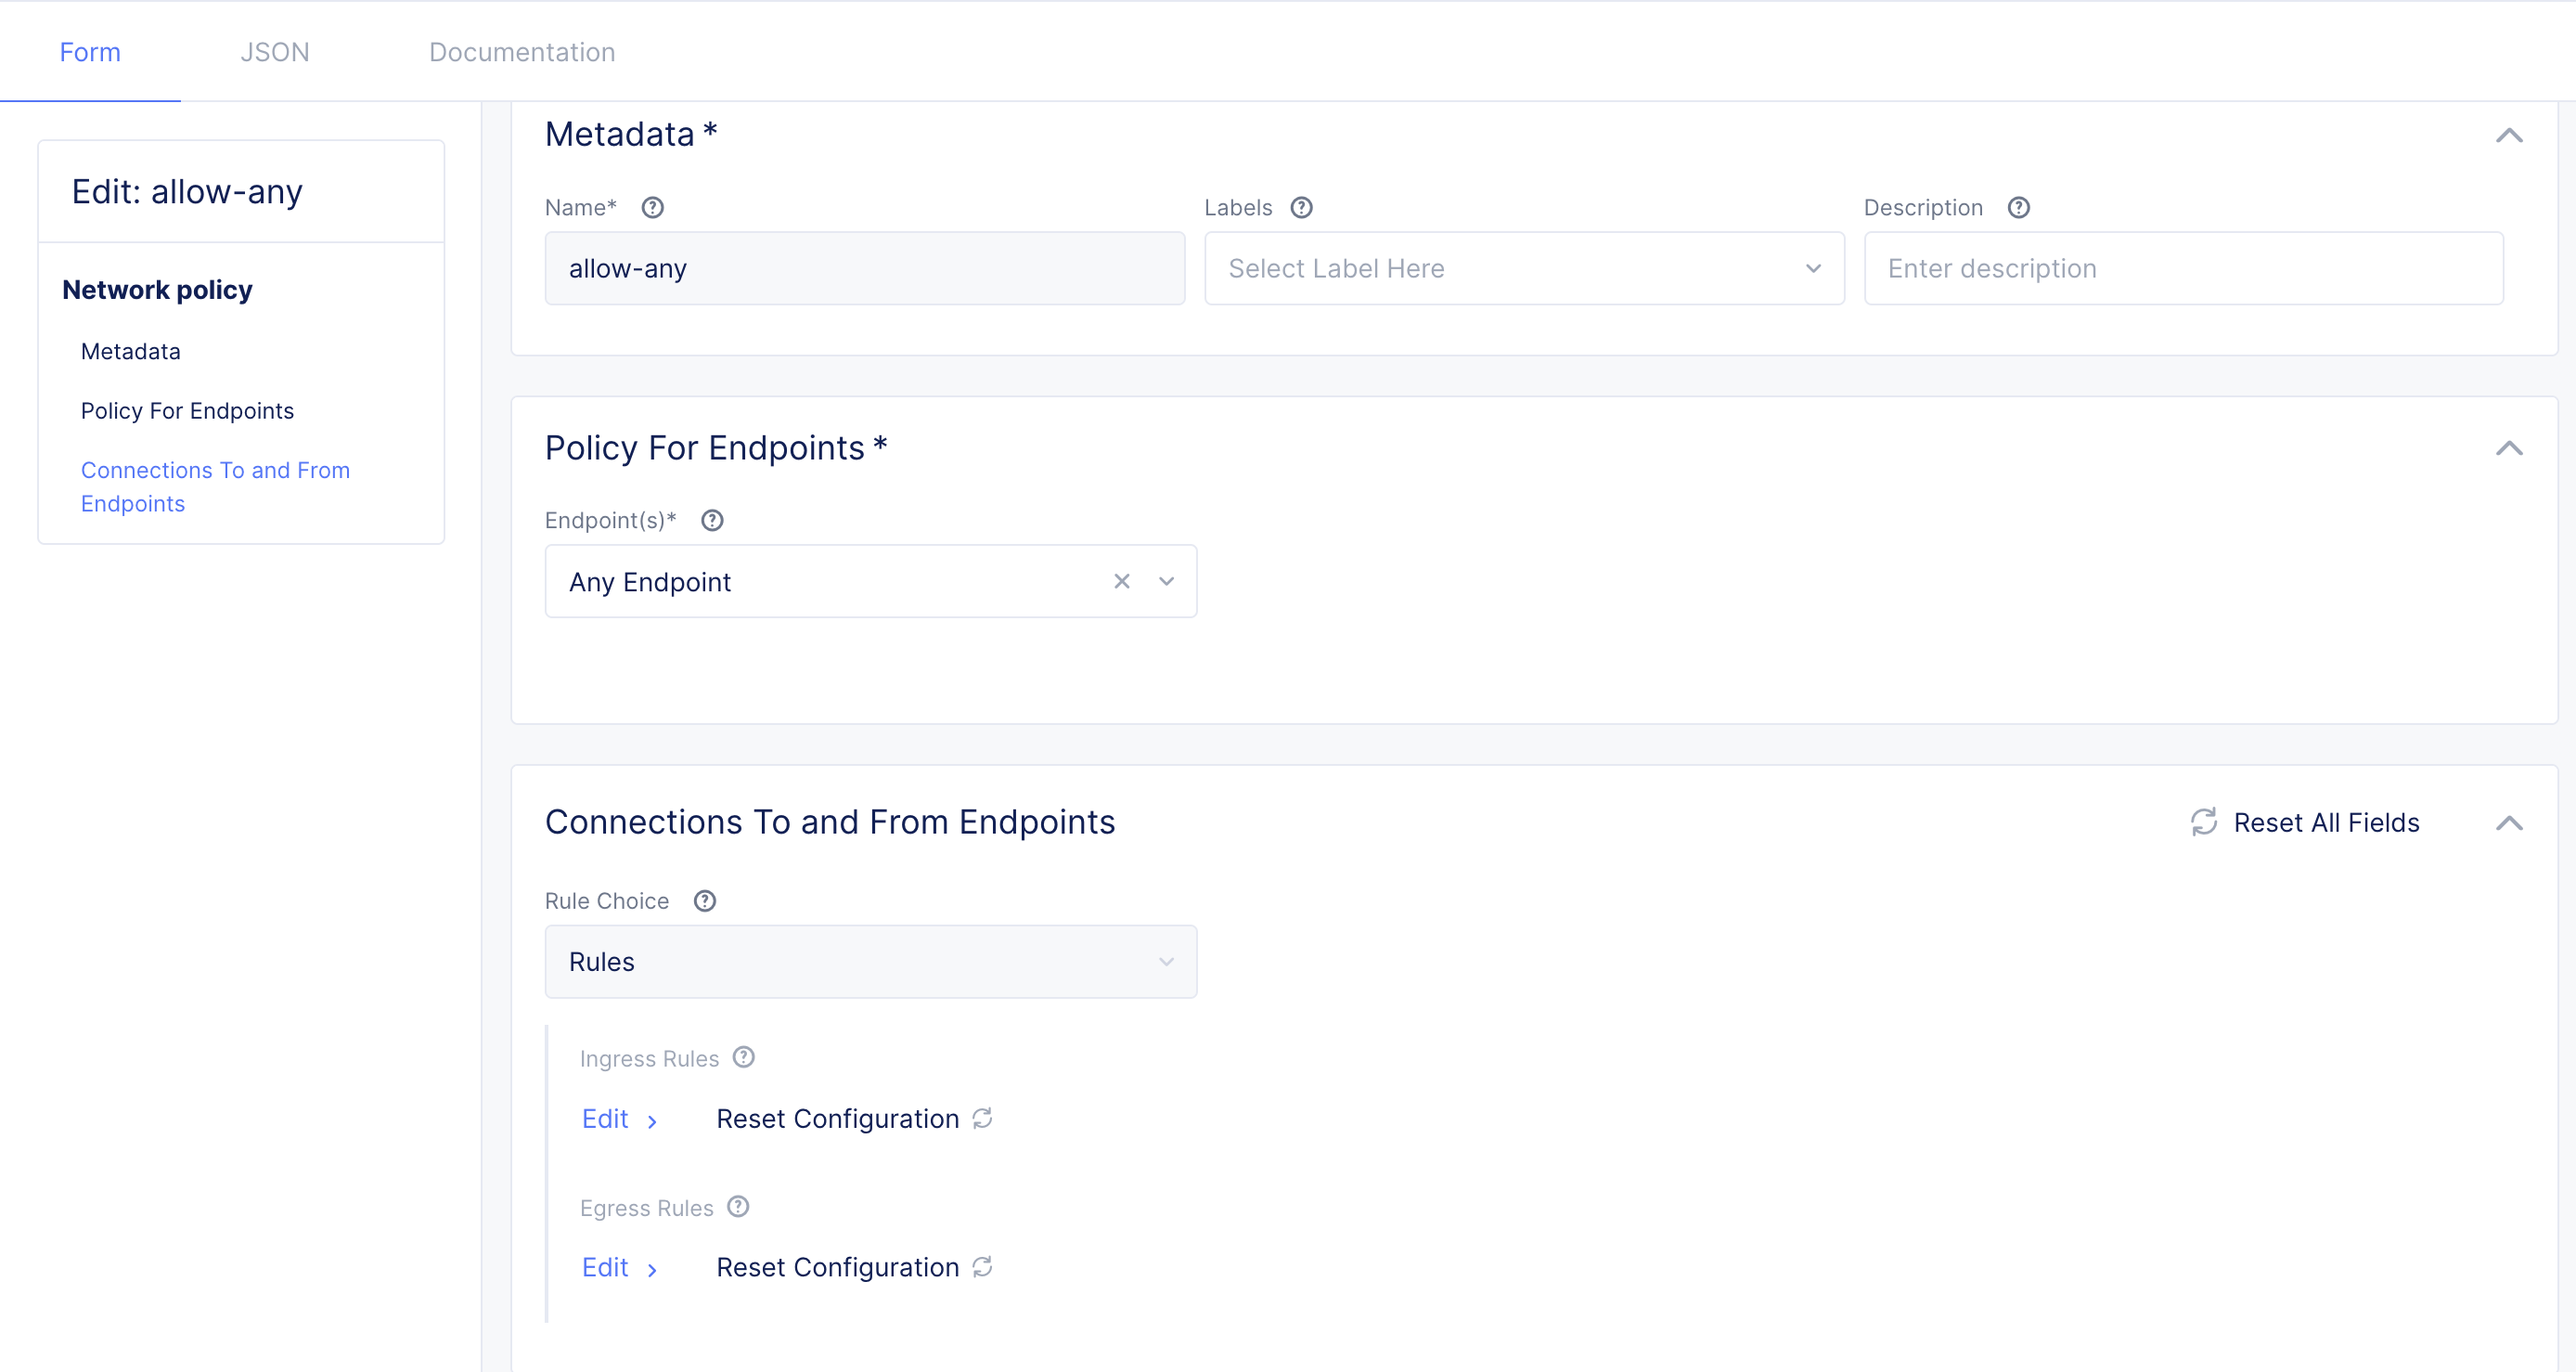 Form
JSON
Documentation
Edit: allow-any
Network policy
Metadata
Policy For Endpoints
Connections To and From
Endpoints
Metadata *
Name*
Labels
Description
allow-any
Select Label Here
Enter description
Policy For Endpoints *
Endpoint(s)*
Any Endpoint
Connections To and From Endpoints
Reset All Fields
Rule Choice
Rules
Ingress Rules
Edit
Reset Configuration
Egress Rules
Edit
Reset Configuration